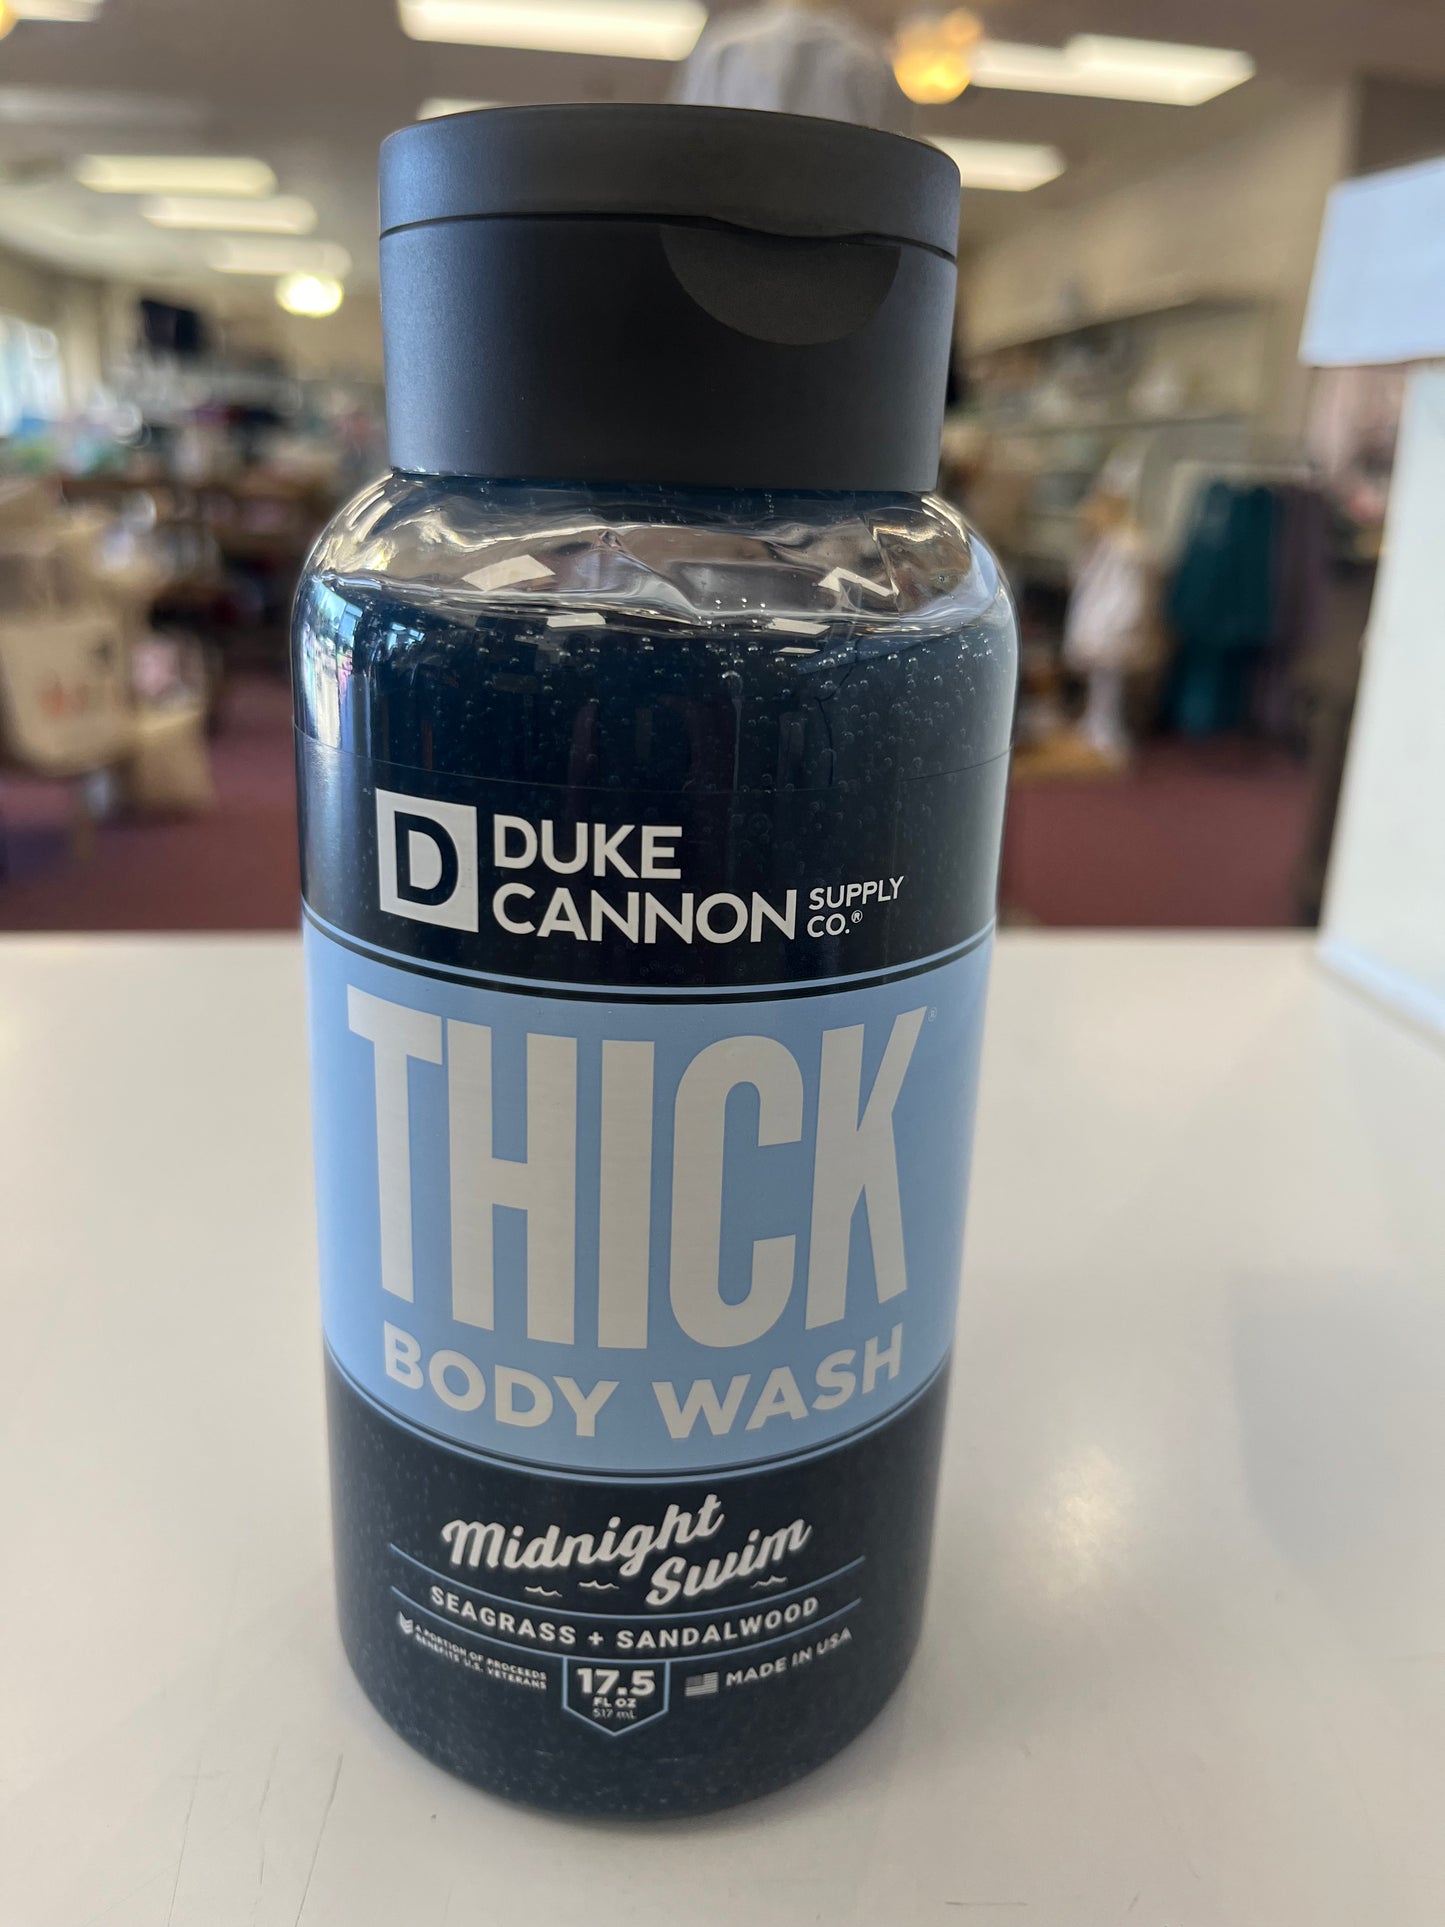 D
DUKE
CANNON SUPPLY
CO.®
THICK®
BODY WASH
Midnight
Swim
SEAGRASS + SANDALWOOD
A PORTION OF PROCEEDS
BENEFITS U.S. VETERANS
17.5
FL OZ
517 mL
MADE IN USA